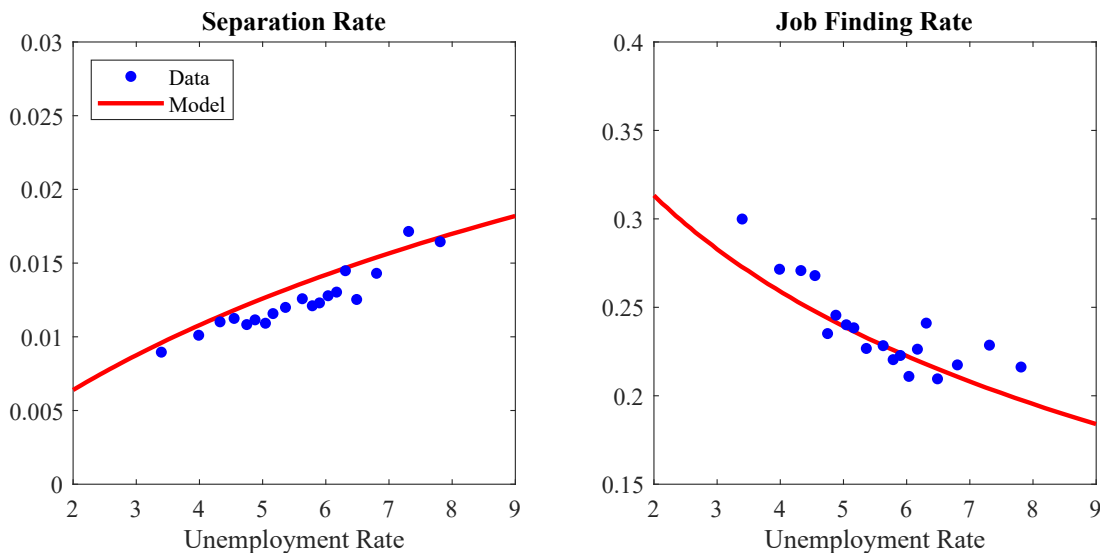 Separation Rate
0.03
0.025
0.02
0.015
0.01
0.005
0
2 3 4 5 6 7 8 9
Unemployment Rate
Data
Model
Job Finding Rate
0.4
0.35
0.3
0.25
0.2
0.15
2 3 4 5 6 7 8 9
Unemployment Rate